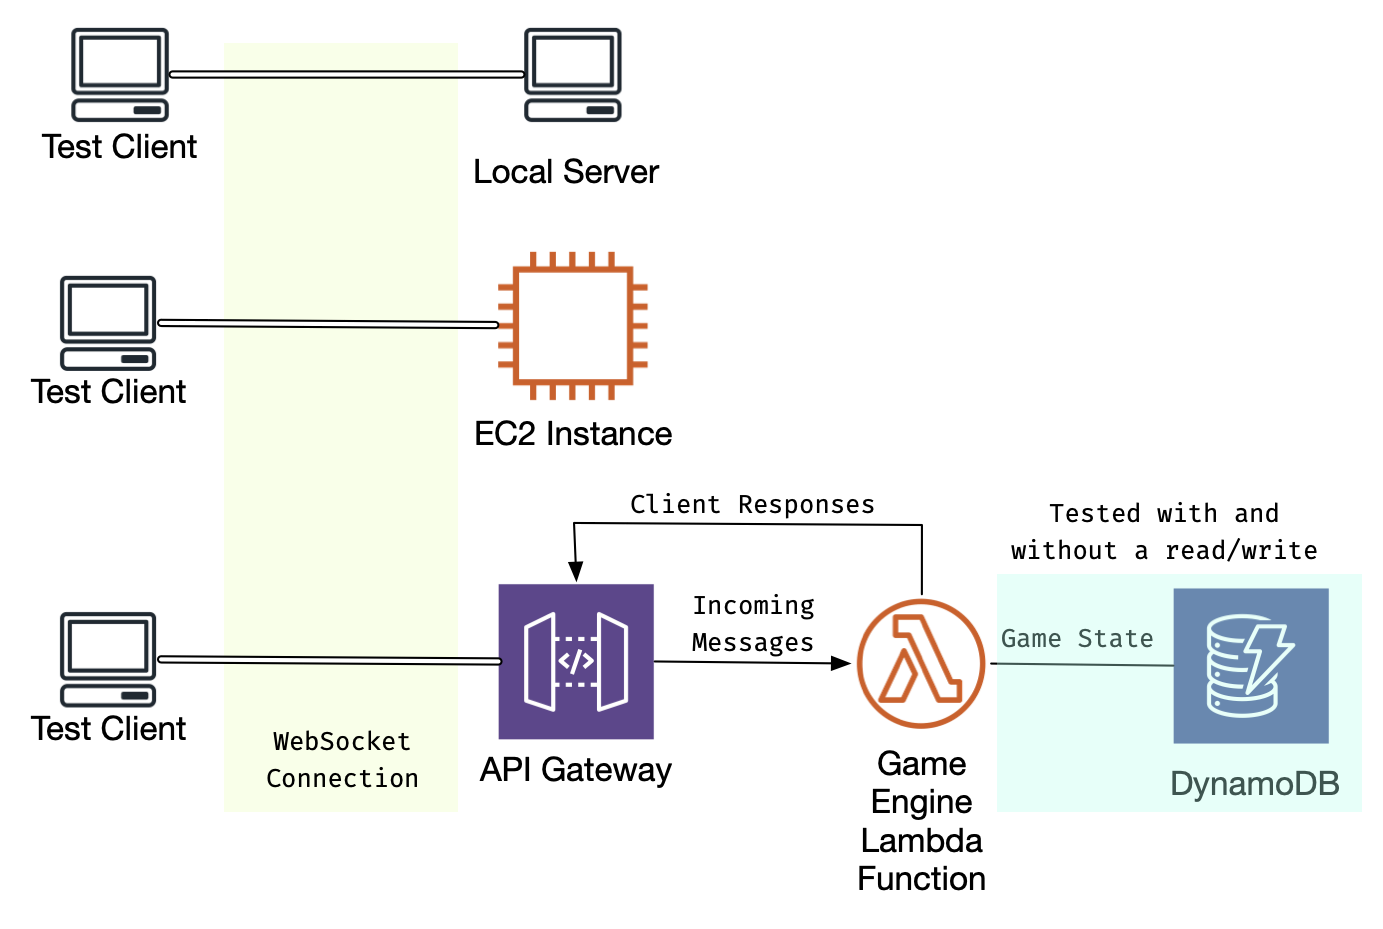 Test Client
Local Server
Test Client
EC2 Instance
Client Responses
Tested with and
without a read/write
Incoming
Messages
Game State
</>
Test Client
WebSocket
Connection
API Gateway
Game
Engine
Lambda
Function
DynamoDB